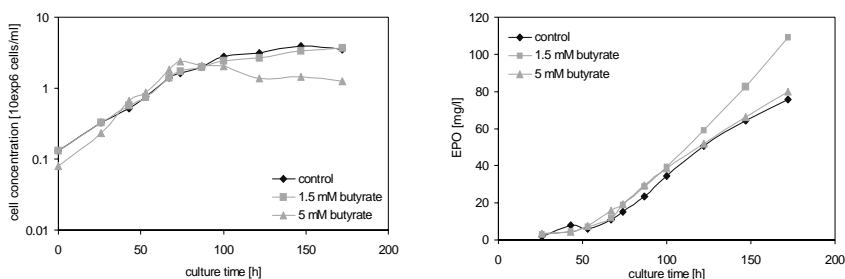 cell concentration [10exp6 cells/ml]
10
1
0.1
0.01
0
50
100
150
200
culture time [h]
control
1.5 mM butyrate
5 mM butyrate
EPO [mg/l]
120
100
80
60
40
20
0
0
50
100
150
200
culture time [h]
control
1.5 mM butyrate
5 mM butyrate